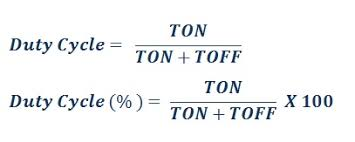 Duty Cycle = TON / TON + TOFF
Duty Cycle (%) = TON / TON + TOFF X 100